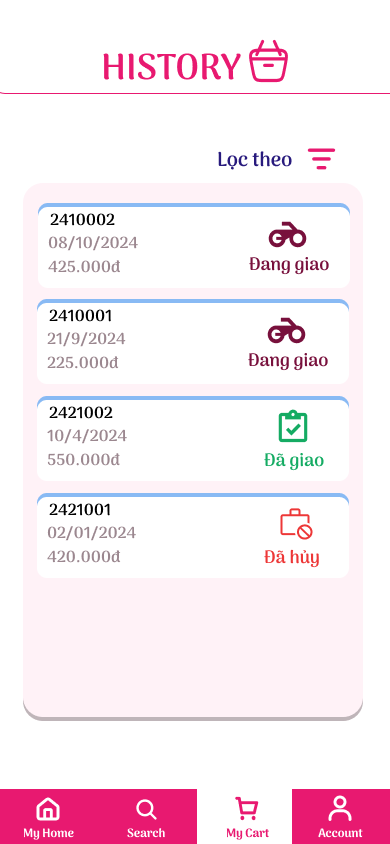 HISTORY
Lọc theo
2410002
08/10/2024
425.000đ
Đang giao
2410001
21/9/2024
225.000đ
Đang giao
2421002
10/4/2024
550.000đ
Đã giao
2421001
02/01/2024
420.000đ
Đã hủy
My Home
Search
My Cart
Account